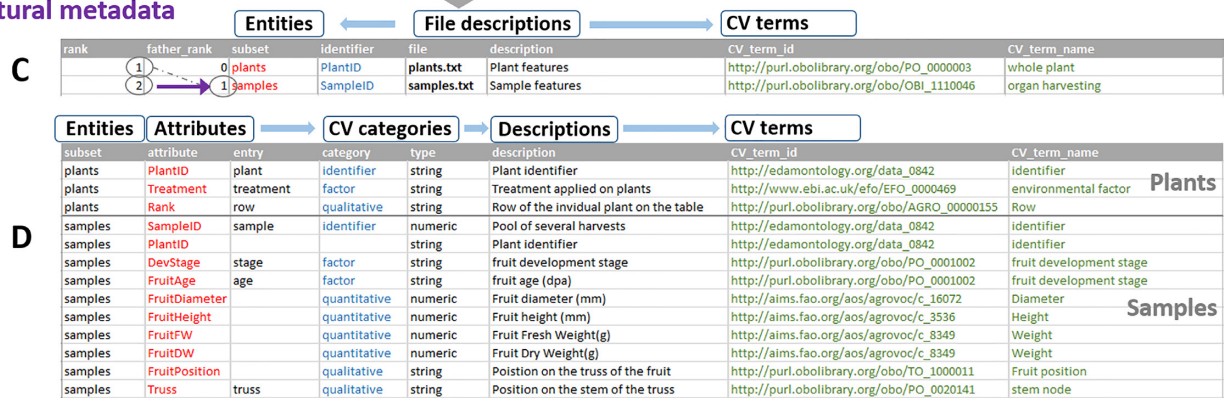 tural metadata
Entities File descriptions CV terms
C
rank father_rank subset identifier file description CV_term_id CV_term_name
1 0 plants PlantID plants.txt Plant features http://purl.obolibrary.org/obo/PO_0000003 whole plant
2 1 samples SampleID samples.txt Sample features http://purl.obolibrary.org/obo/OBI_1110046 organ harvesting
Entities Attributes CV categories Descriptions CV terms
subset attribute entry category type description CV_term_id CV_term_name
plants PlantID plant identifier string Plant identifier http://edamontology.org/data_0842 identifier
plants Treatment treatment factor string Treatment applied on plants http://www.ebi.ac.uk/efo/EFO_0000469 environmental factor
Plants
plants Rank row qualitative string Row of the invidual plant on the table http://purl.obolibrary.org/obo/AGRO_00000155 Row
D
samples SampleID sample identifier numeric Pool of several harvests http://edamontology.org/data_0842 identifier
samples PlantID string Plant identifier http://edamontology.org/data_0842 identifier
samples DevStage stage factor string fruit development stage http://purl.obolibrary.org/obo/PO_0001002 fruit development stage
samples FruitAge age factor string fruit age (dpa) http://purl.obolibrary.org/obo/PO_0001002 fruit development stage
samples FruitDiameter quantitative numeric Fruit diameter (mm) http://aims.fao.org/aos/agrovoc/c_16072 Diameter
Samples
samples FruitHeight quantitative numeric Fruit height (mm) http://aims.fao.org/aos/agrovoc/c_3536 Height
samples FruitFW quantitative numeric Fruit Fresh Weight(g) http://aims.fao.org/aos/agrovoc/c_8349 Weight
samples FruitDW quantitative numeric Fruit Dry Weight(g) http://aims.fao.org/aos/agrovoc/c_8349 Weight
samples FruitPosition qualitative string Poistion on the truss of the fruit http://purl.obolibrary.org/obo/TO_1000011 Fruit position
samples Truss truss qualitative string Position on the stem of the truss http://purl.obolibrary.org/obo/PO_0020141 stem node